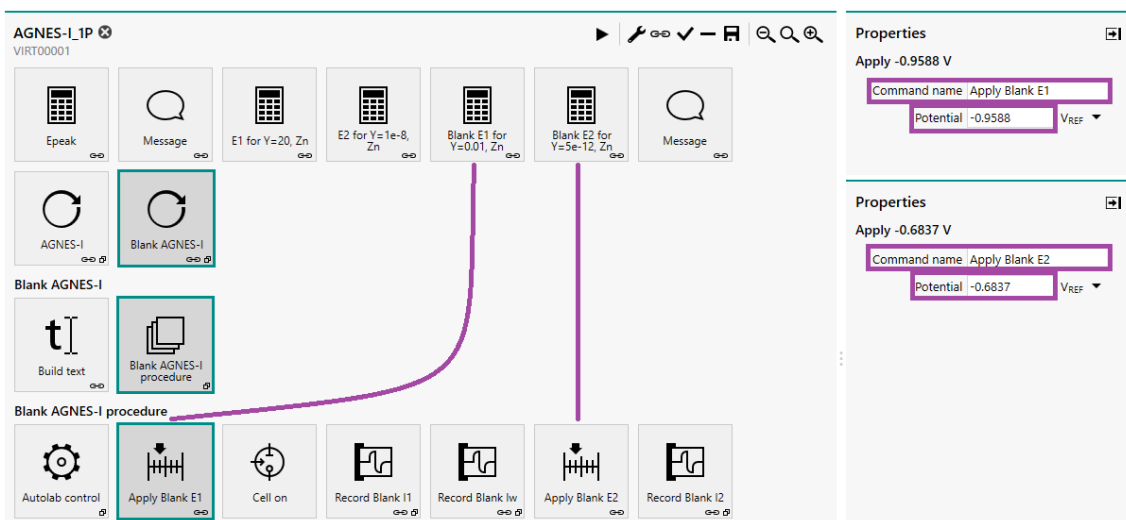 AGNES-I_1P
VIRT00001
Epeak
Message
E1 for Y=20, Zn
E2 for Y=1e-8,
Zn
Blank E1 for
Y=0.01, Zn
Blank E2 for
Y=5e-12, Zn
Message
AGNES-I
Blank AGNES-I
Blank AGNES-I
t
Build text
Blank AGNES-I
procedure
Blank AGNES-I procedure
Autolab control
Apply Blank E1
Cell on
Record Blank I1
Record Blank Iw
Apply Blank E2
Record Blank I2
Properties
Apply -0.9588 V
Command name Apply Blank E1
Potential -0.9588 VREF
Properties
Apply -0.6837 V
Command name Apply Blank E2
Potential -0.6837 VREF